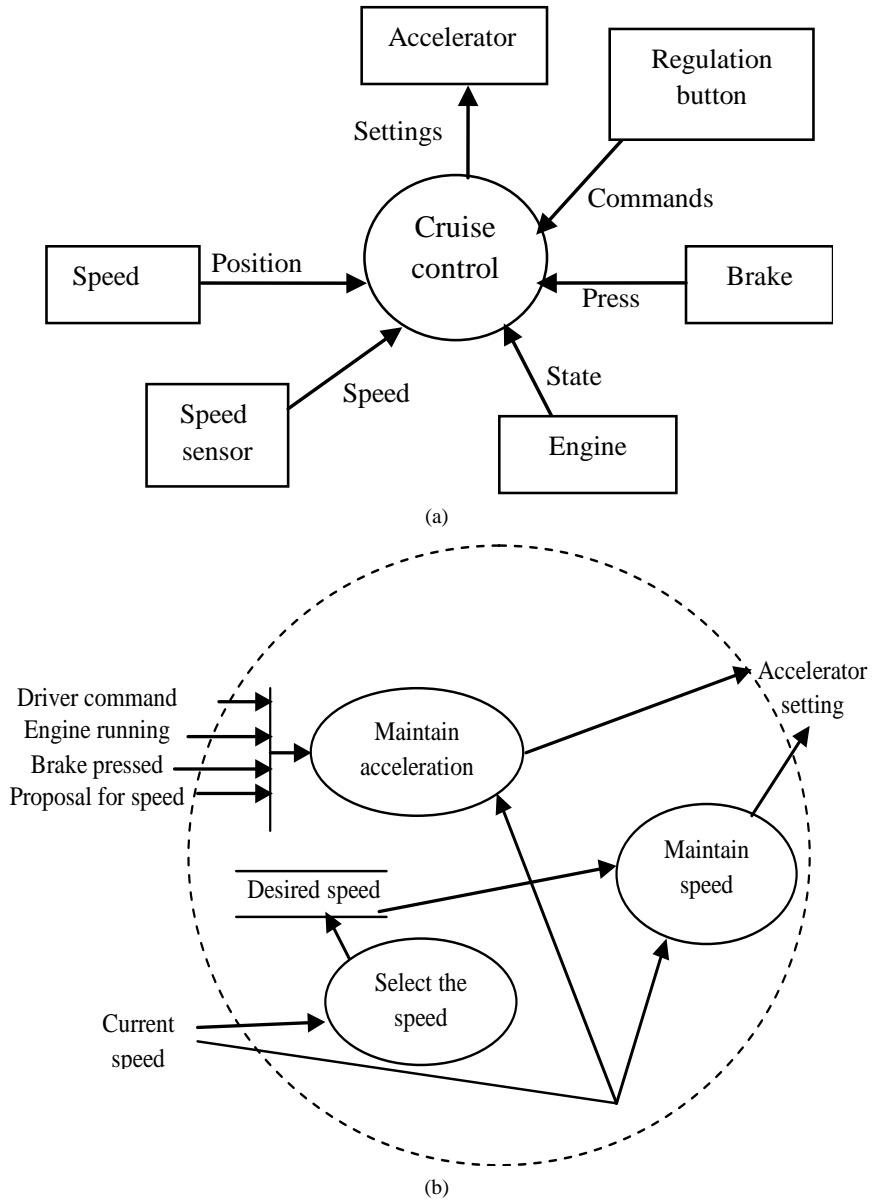 Accelerator
Regulation
button
Settings
Commands
Cruise
control
Speed
Position
Brake
Press
Speed
State
Speed
sensor
Engine
(a)
Driver command
Engine running
Brake pressed
Proposal for speed
Maintain
acceleration
Accelerator
setting
Maintain
speed
Desired speed
Select the
speed
Current
speed
(b)